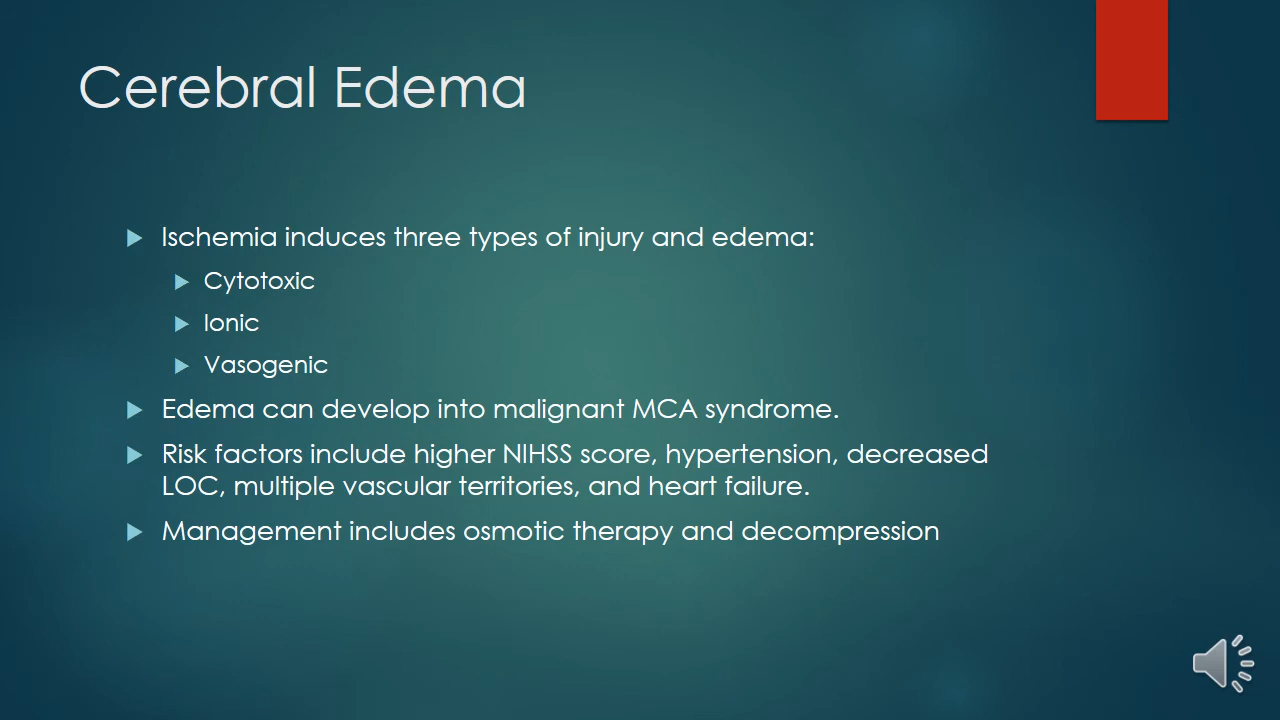 Cerebral Edema
Ischemia induces three types of injury and edema:
Cytotoxic
Ionic
Vasogenic
Edema can develop into malignant MCA syndrome.
Risk factors include higher NIHSS score, hypertension, decreased
LOC, multiple vascular territories, and heart failure.
Management includes osmotic therapy and decompression